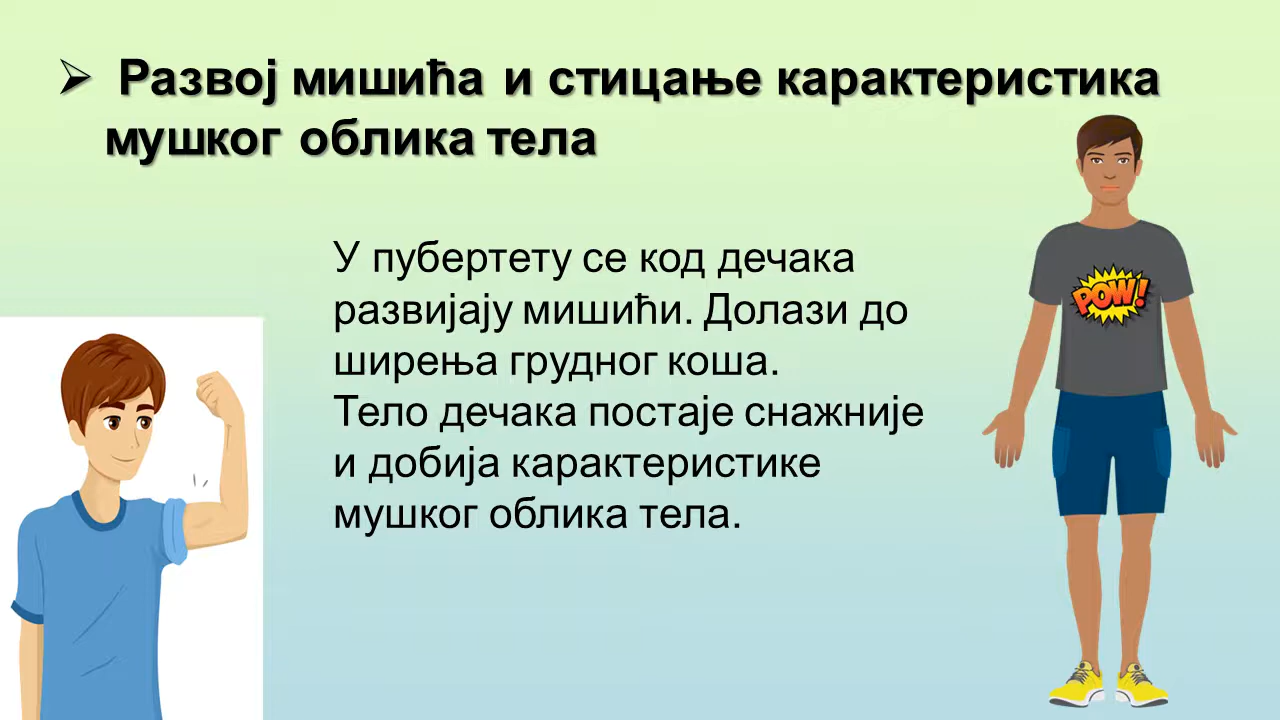 ➢ Развој мишића и стицање карактеристика
мушког облика тела
У пубертету се код дечака
развијају мишићи. Долази до
ширења грудног коша.
Тело дечака постаје снажније
и добија карактеристике
мушког облика тела.
POW!